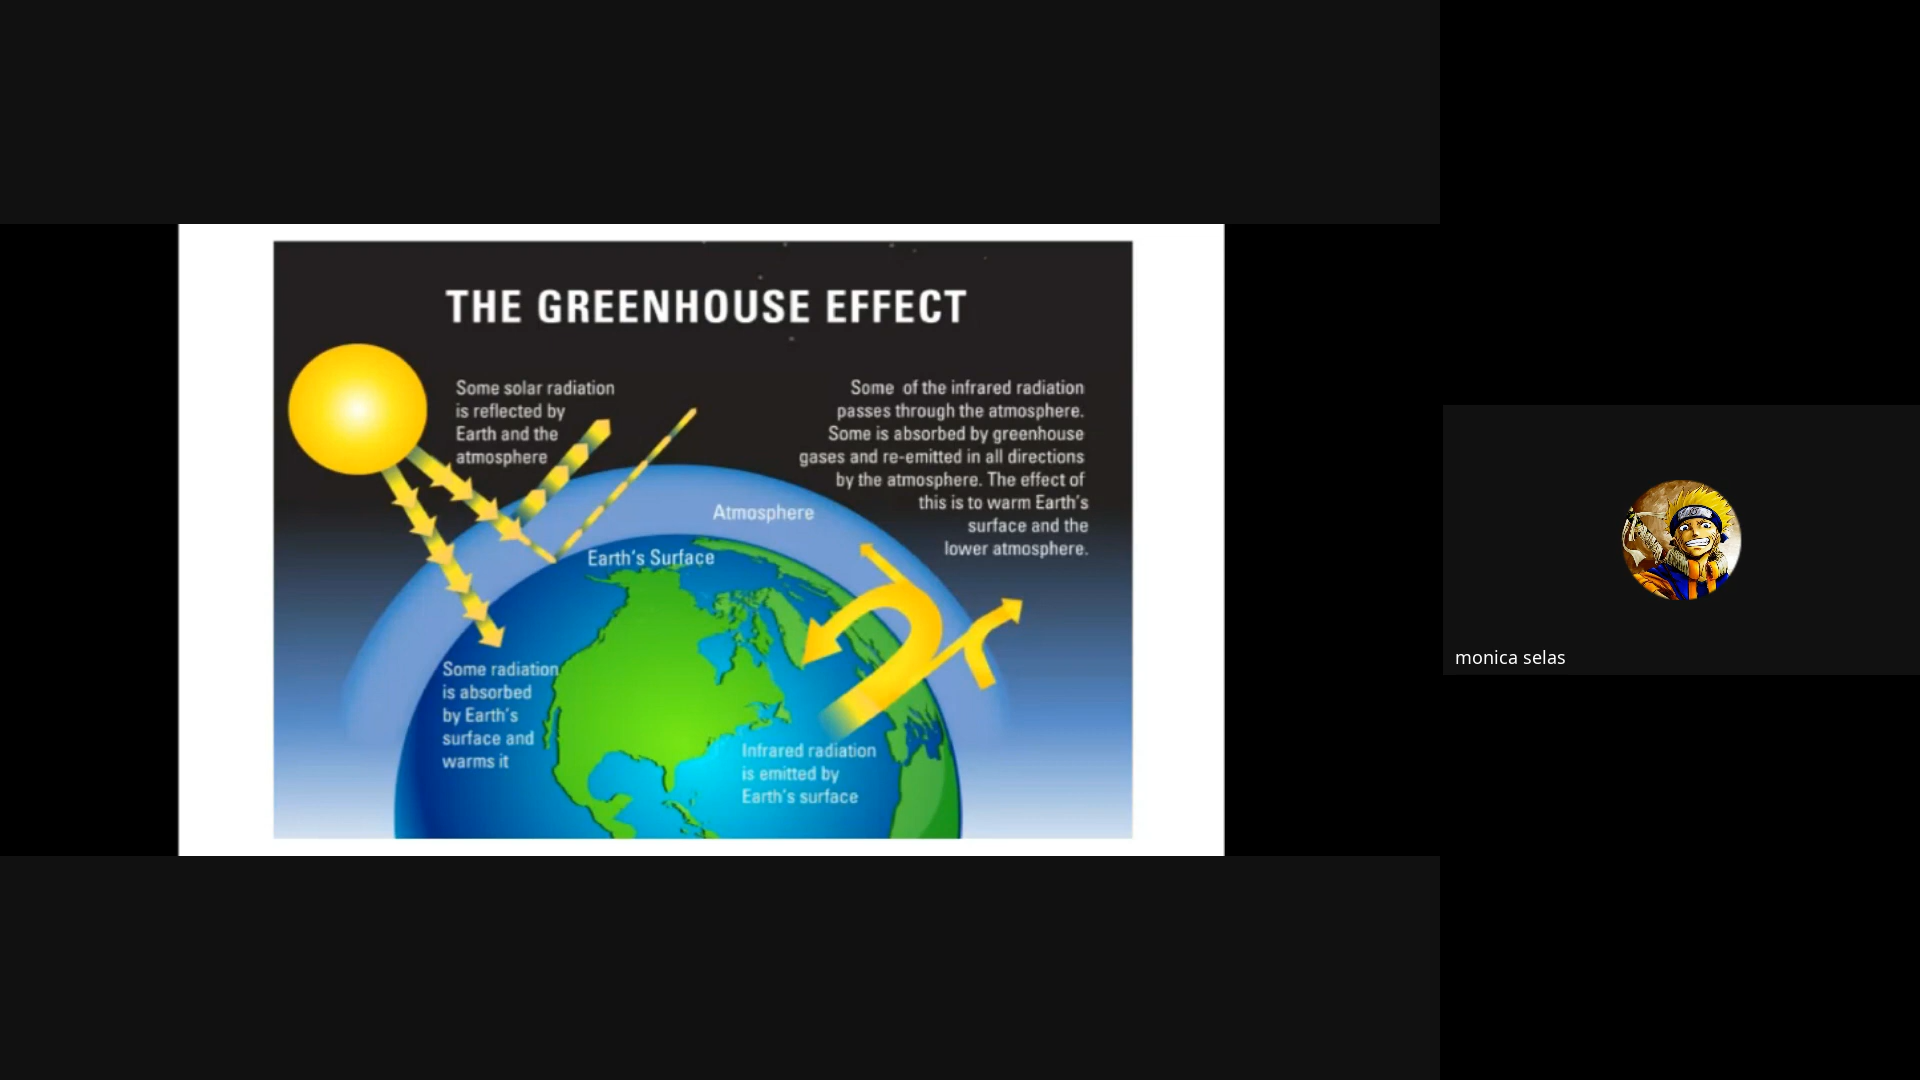 THE GREENHOUSE EFFECT
Some solar radiation
is reflected by
Earth and the
atmosphere
Some of the infrared radiation
passes through the atmosphere.
Some is absorbed by greenhouse
gases and re-emitted in all directions
by the atmosphere. The effect of
this is to warm Earth's
surface and the
lower atmosphere.
Atmosphere
Earth's Surface
Some radiation
is absorbed
by Earth's
surface and
warms it
Infrared radiation
is emitted by
Earth's surface
monica selas